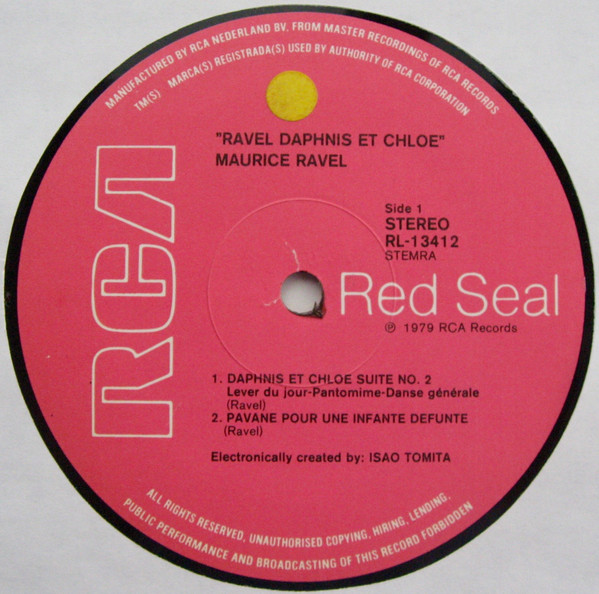 MANUFACTURED BY RCA NEDERLAND BV, FROM MASTER RECORDINGS OF RCA RECORDS
TM(S) MARCA(S) REGISTRADA(S) USED BY AUTHORITY OF RCA CORPORATION
"RAVEL DAPHNIS ET CHLOE"
MAURICE RAVEL
RCA
Side 1
STEREO
RL-13412
STEMRA
Red Seal
℗ 1979 RCA Records
1. DAPHNIS ET CHLOE SUITE NO. 2
Lever du jour-Pantomime-Danse générale
(Ravel)
2. PAVANE POUR UNE INFANTE DEFUNTE
(Ravel)
Electronically created by: ISAO TOMITA
ALL RIGHTS RESERVED, UNAUTHORISED COPYING, HIRING, LENDING,
PUBLIC PERFORMANCE AND BROADCASTING OF THIS RECORD FORBIDDEN